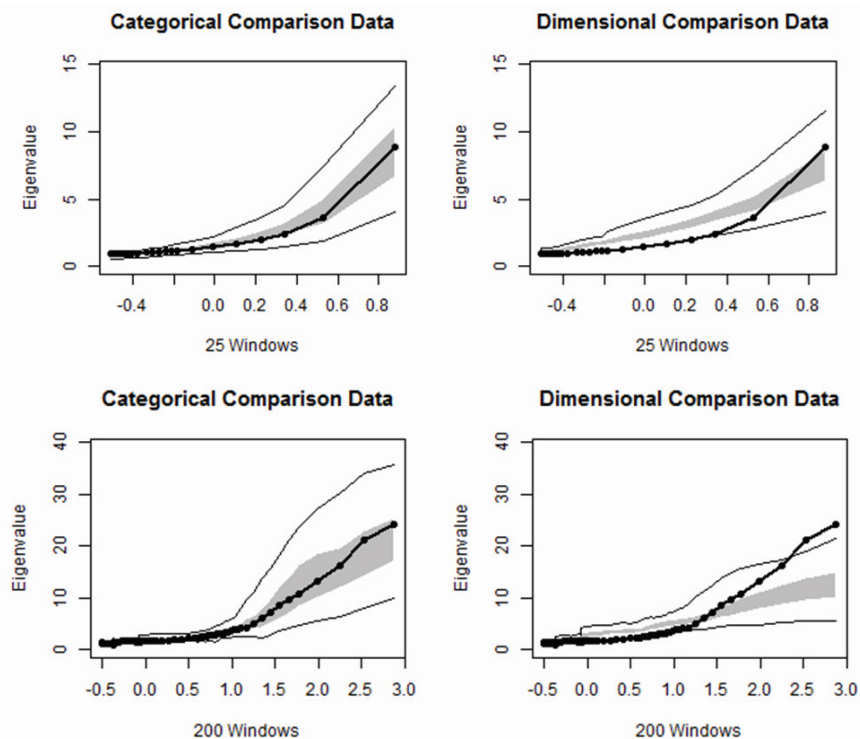 Categorical Comparison Data
Eigenvalue
15
10
5
0
-0.4 0.0 0.2 0.4 0.6 0.8
25 Windows
Dimensional Comparison Data
Eigenvalue
15
10
5
0
-0.4 0.0 0.2 0.4 0.6 0.8
25 Windows
Categorical Comparison Data
Eigenvalue
40
30
20
10
0
-0.5 0.0 0.5 1.0 1.5 2.0 2.5 3.0
200 Windows
Dimensional Comparison Data
Eigenvalue
40
30
20
10
0
-0.5 0.0 0.5 1.0 1.5 2.0 2.5 3.0
200 Windows